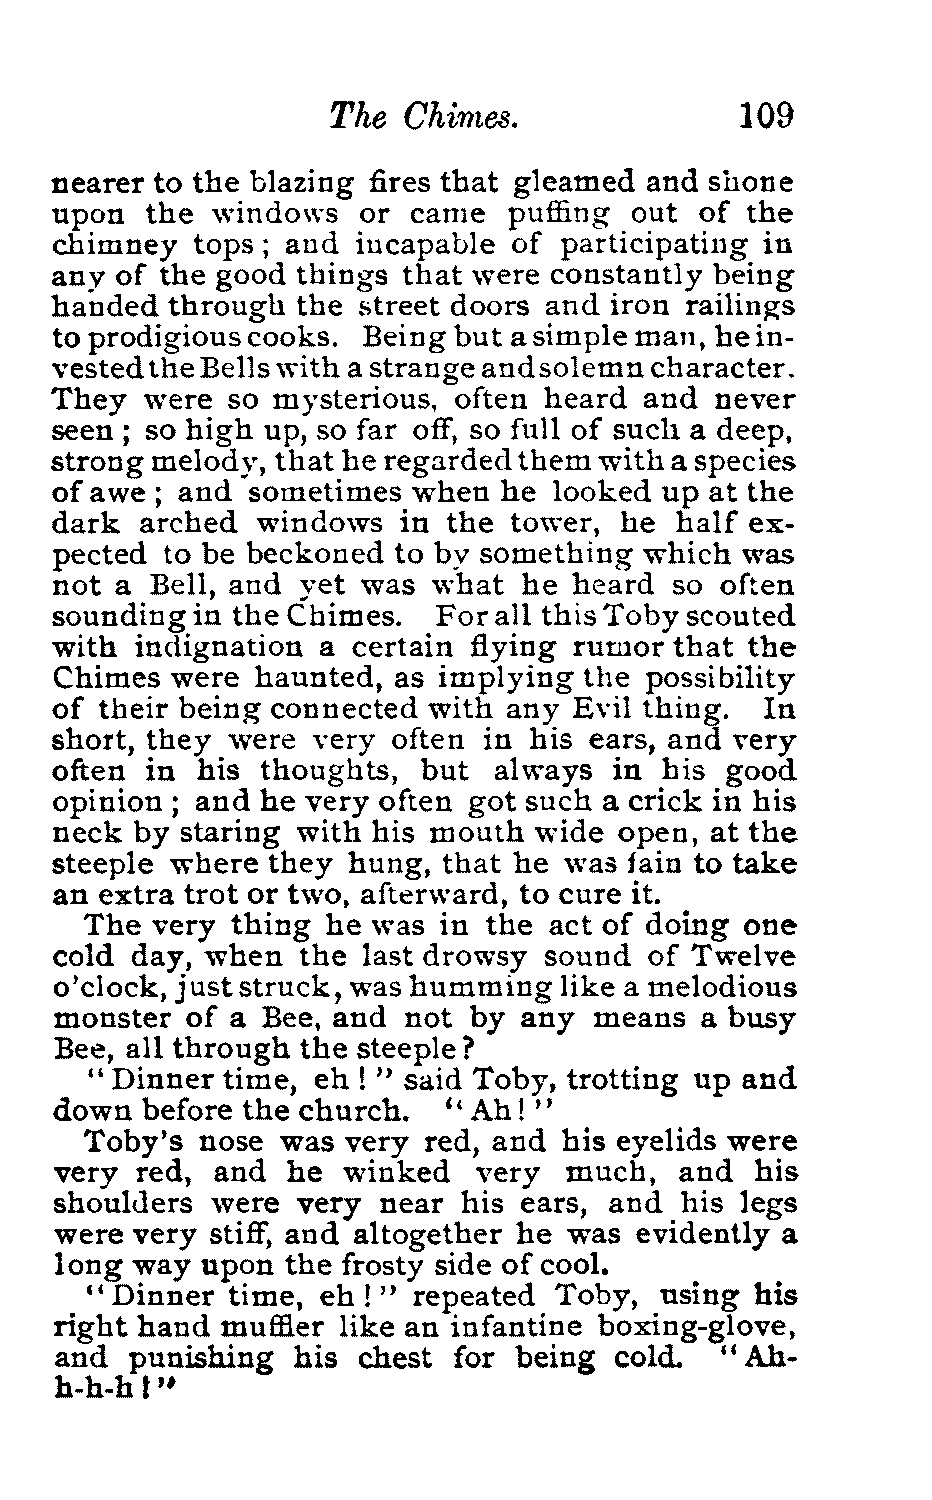 The Chimes. 109
nearer to the blazing fires that gleamed and shone
upon the windows or came puffing out of the
chimney tops; and incapable of participating in
any of the good things that were constantly being
handed through the street doors and iron railings
to prodigious cooks. Being but a simple man, he in-
vested the Bells with a strange and solemn character.
They were so mysterious, often heard and never
seen; so high up, so far off, so full of such a deep,
strong melody, that he regarded them with a species
of awe; and sometimes when he looked up at the
dark arched windows in the tower, he half ex-
pected to be beckoned to by something which was
not a Bell, and yet was what he heard so often
sounding in the Chimes. For all this Toby scouted
with indignation a certain flying rumor that the
Chimes were haunted, as implying the possibility
of their being connected with any Evil thing. In
short, they were very often in his ears, and very
often in his thoughts, but always in his good
opinion; and he very often got such a crick in his
neck by staring with his mouth wide open, at the
steeple where they hung, that he was fain to take
an extra trot or two, afterward, to cure it.
The very thing he was in the act of doing one
cold day, when the last drowsy sound of Twelve
o'clock, just struck, was humming like a melodious
monster of a Bee, and not by any means a busy
Bee, all through the steeple?
"Dinner time, eh!" said Toby, trotting up and
down before the church. "Ah!"
Toby's nose was very red, and his eyelids were
very red, and he winked very much, and his
shoulders were very near his ears, and his legs
were very stiff, and altogether he was evidently a
long way upon the frosty side of cool.
"Dinner time, eh!" repeated Toby, using his
right hand muffler like an infantine boxing-glove,
and punishing his chest for being cold. "Ah-
h-h-h!"